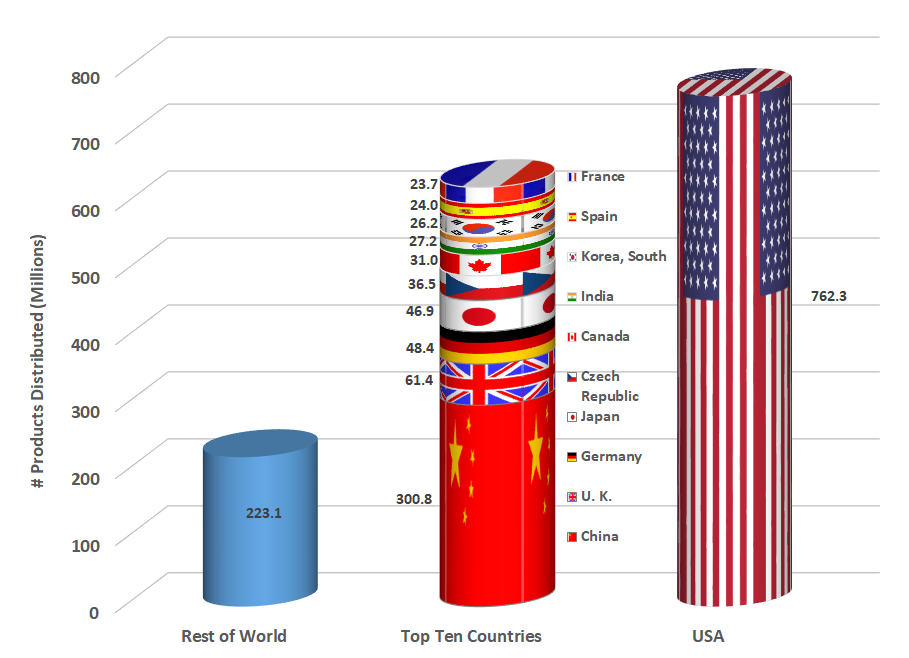 # Products Distributed (Millions)
800
700
600
500
400
300
200
100
0
223.1
23.7
24.0
26.2
27.2
31.0
36.5
46.9
48.4
61.4
300.8
France
Spain
Korea, South
India
Canada
Czech
Republic
Japan
Germany
U. K.
China
762.3
Rest of World
Top Ten Countries
USA